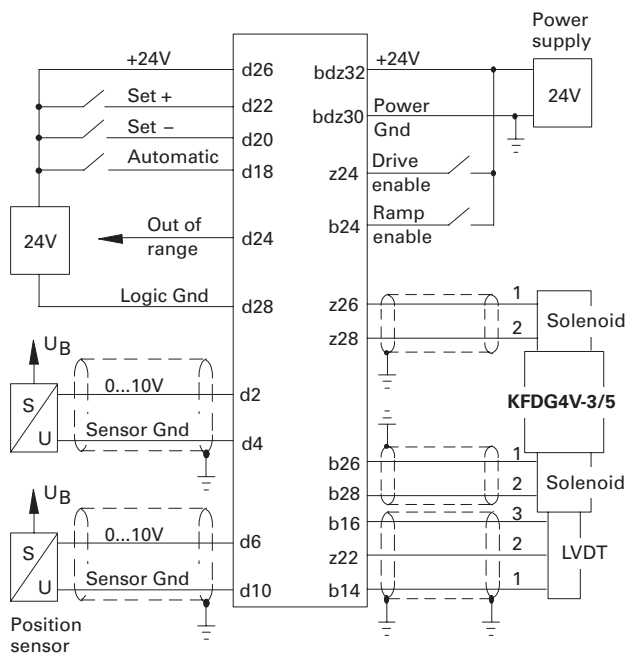 Power
supply
+24V
d26
bdz32
+24V
24V
Set +
d22
Set −
d20
bdz30
Power
Gnd
Automatic
d18
z24
Drive
enable
24V
Out of
range
d24
b24
Ramp
enable
Logic Gnd
d28
z26
1
z28
2
Solenoid
UB
S
U
0...10V
d2
Sensor Gnd
d4
KFDG4V-3/5
b26
1
b28
2
Solenoid
UB
S
U
0...10V
d6
Sensor Gnd
d10
b16
3
z22
2
b14
1
LVDT
Position
sensor